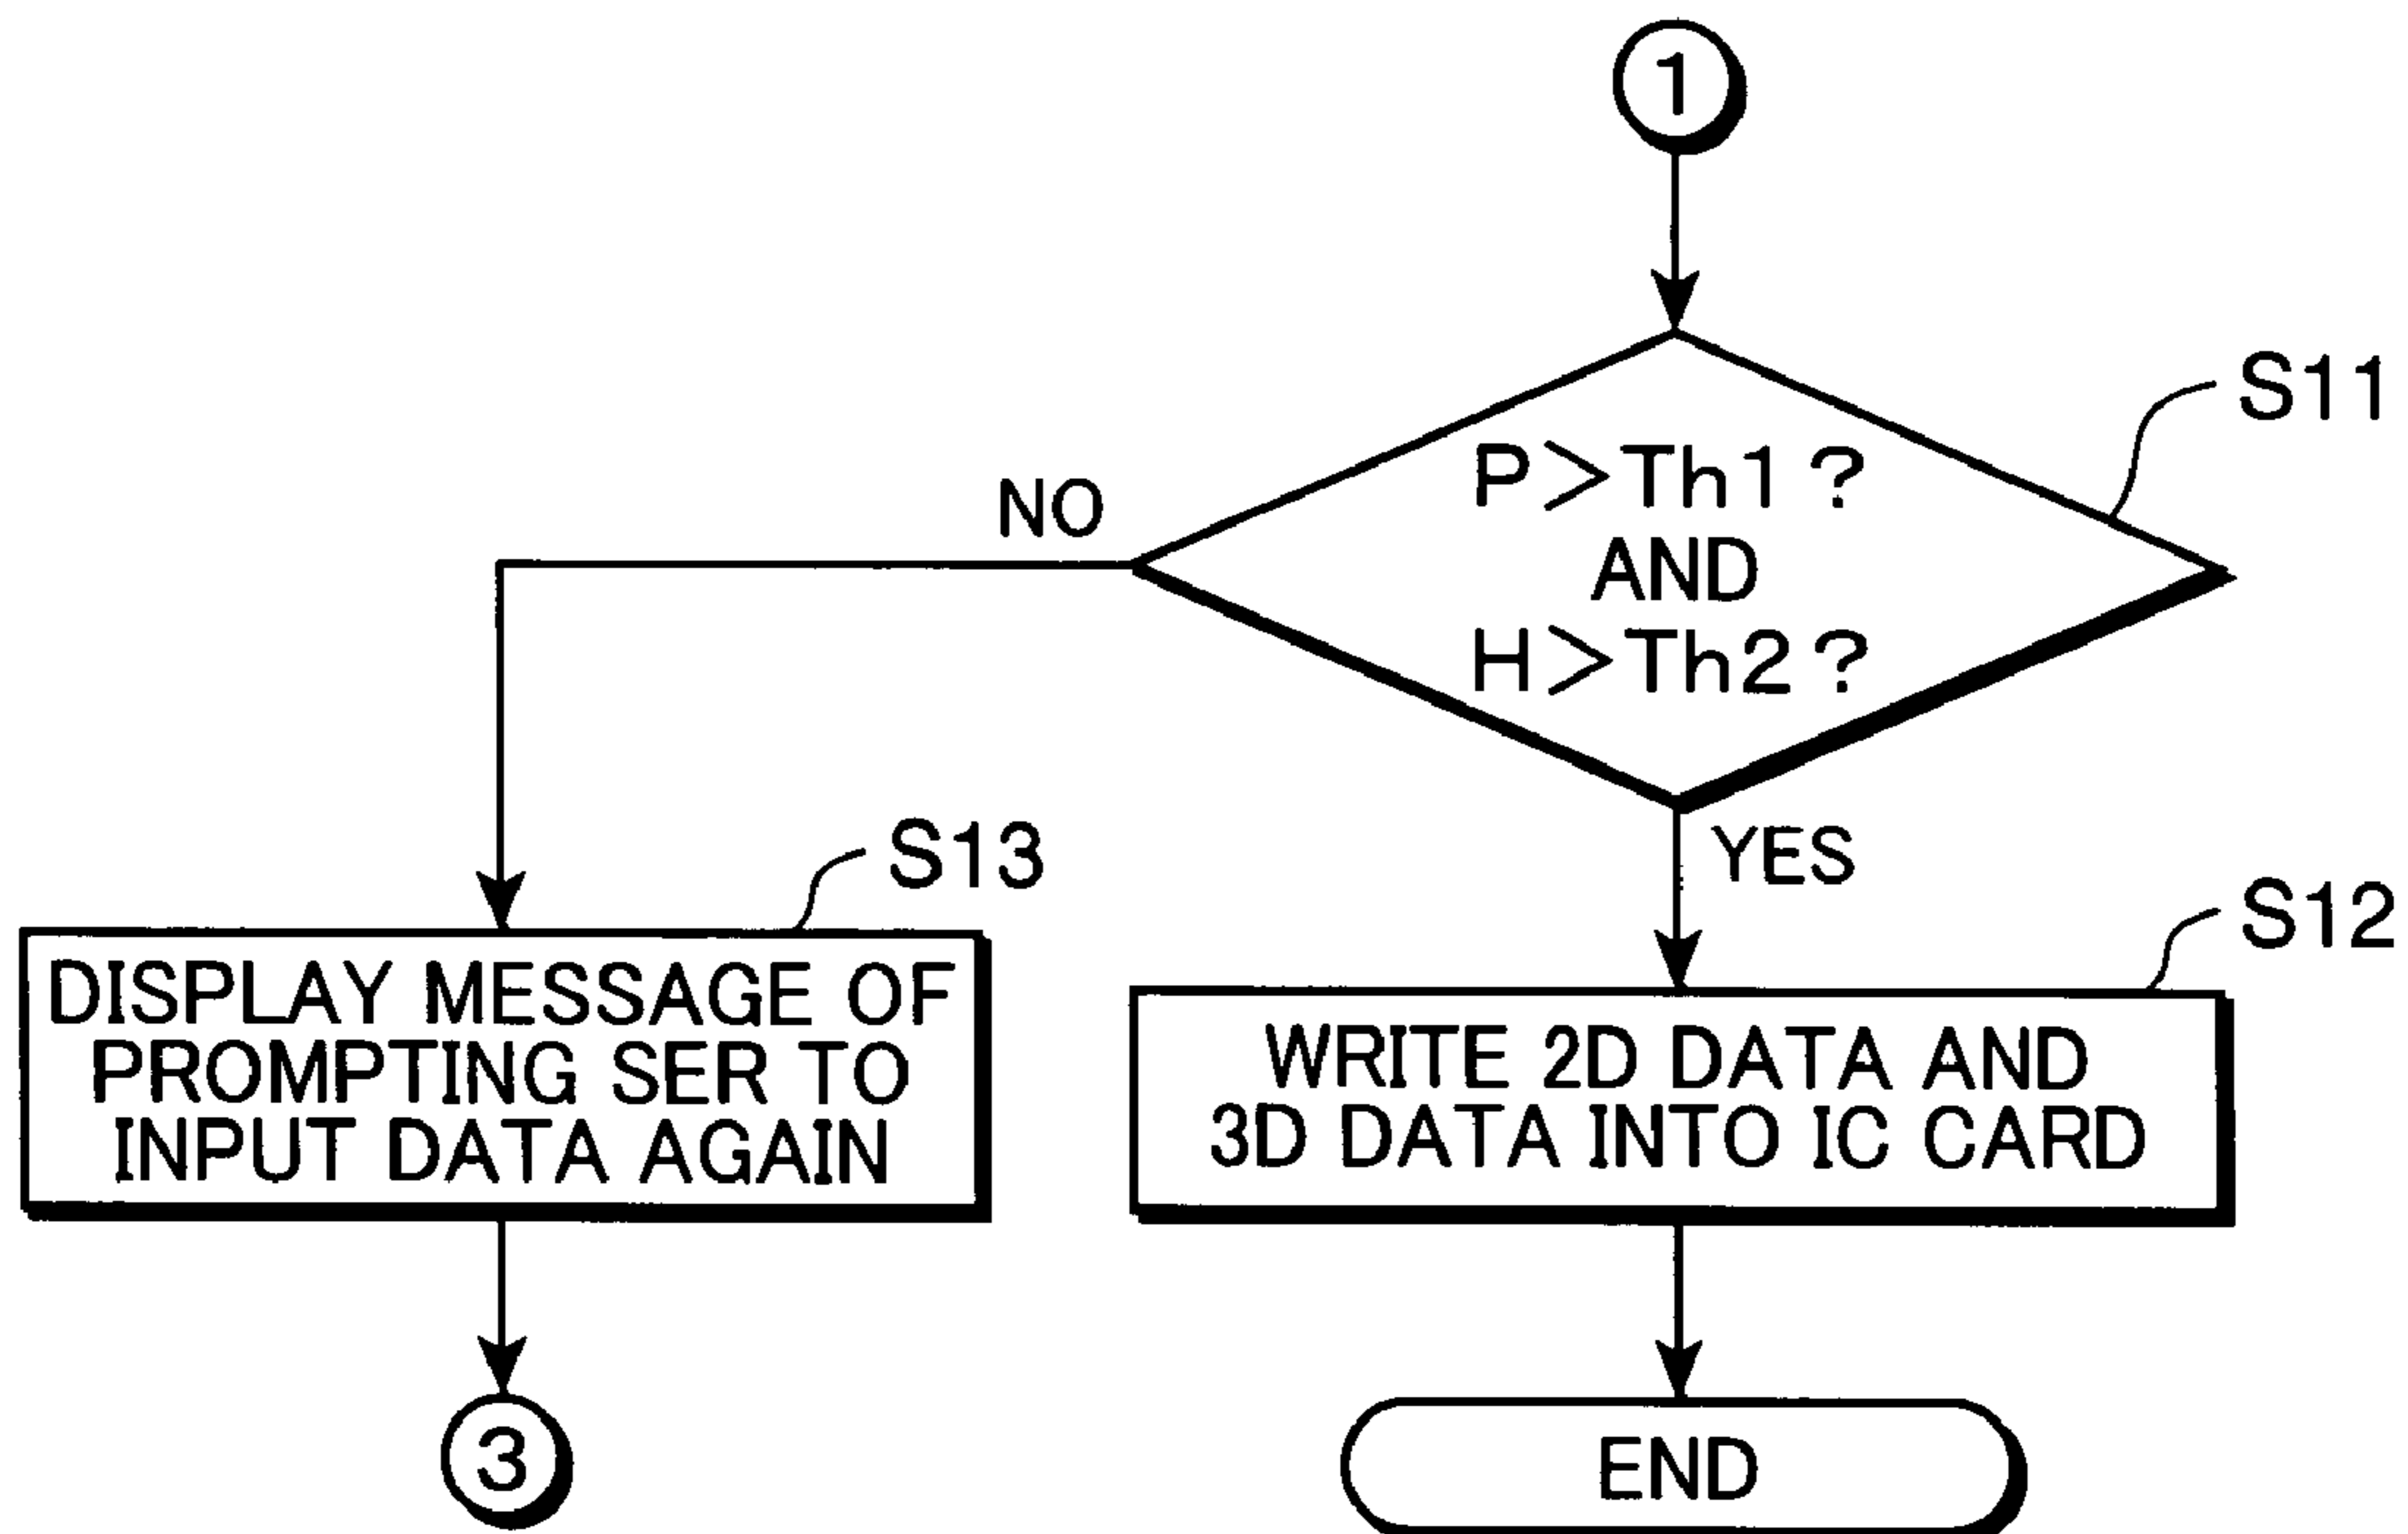 1
S11
P>Th1?
AND
H>Th2?
NO
YES
S13
DISPLAY MESSAGE OF
PROMPTING SER TO
INPUT DATA AGAIN
S12
WRITE 2D DATA AND
3D DATA INTO IC CARD
3
END